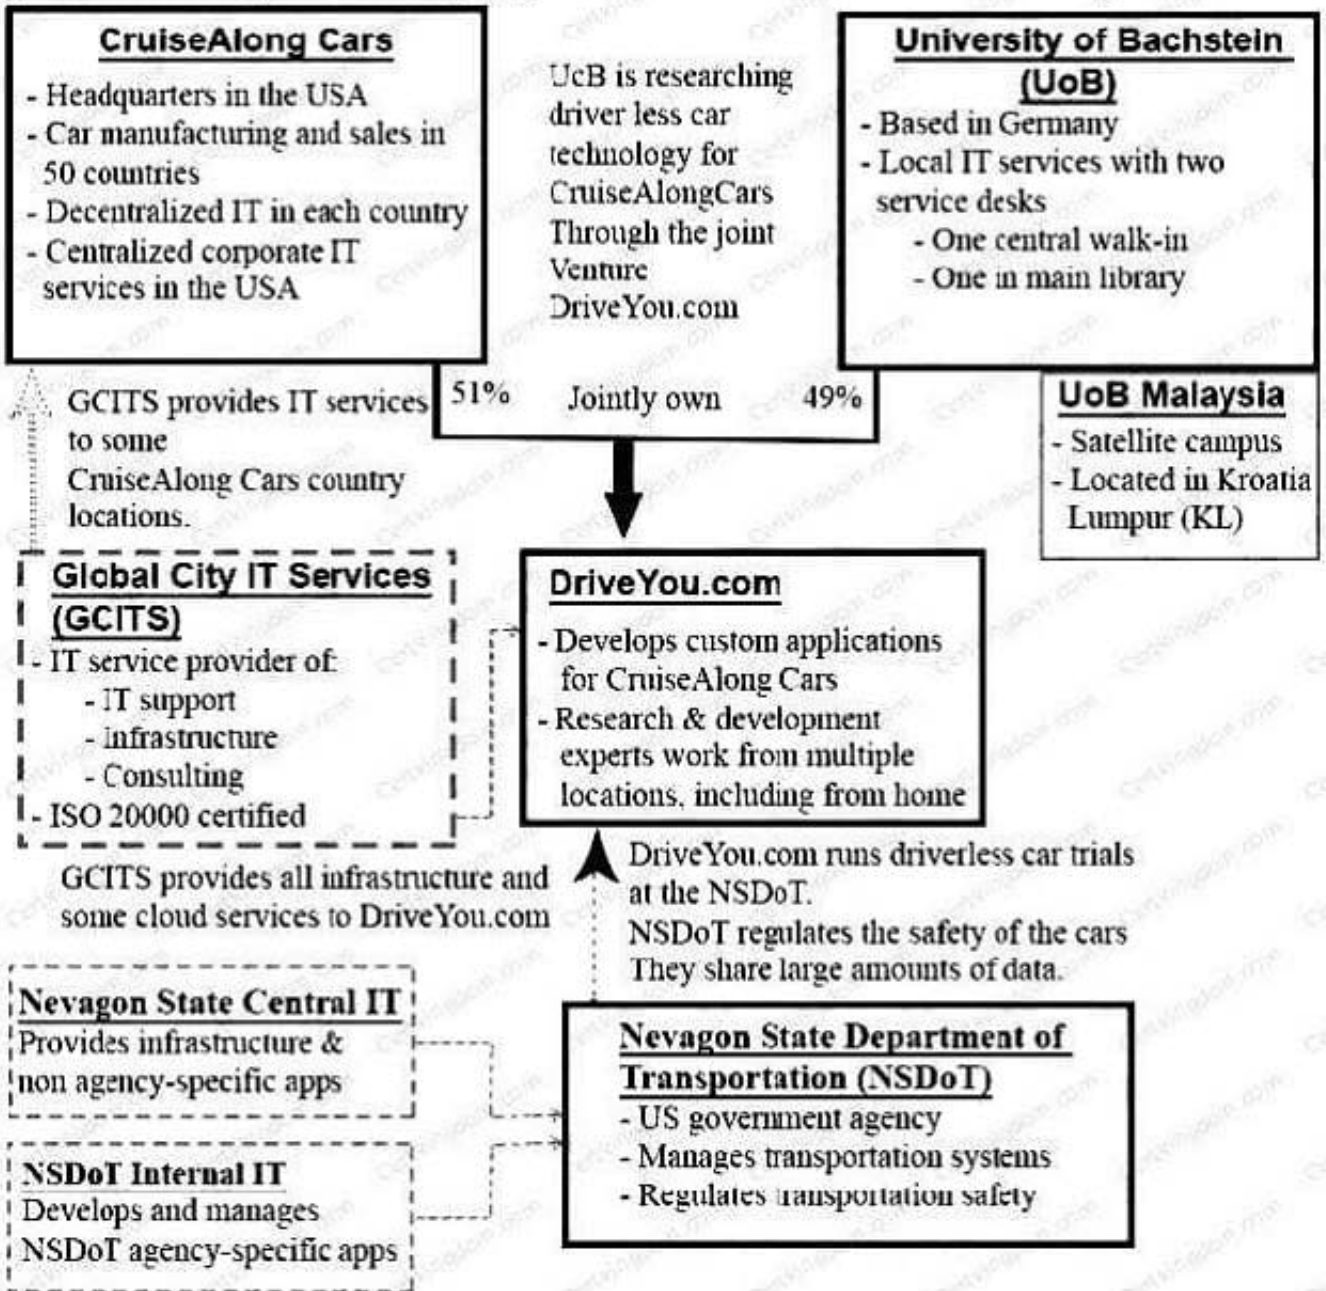 CruiseAlong Cars
- Headquarters in the USA
- Car manufacturing and sales in
50 countries
- Decentralized IT in each country
- Centralized corporate IT
services in the USA
UcB is researching
driver less car
technology for
CruiseAlongCars
Through the joint
Venture
DriveYou.com
University of Bachstein
(UoB)
- Based in Germany
- Local IT services with two
service desks
- One central walk-in
- One in main library
51%
Jointly own
49%
UoB Malaysia
- Satellite campus
- Located in Kroatia
Lumpur (KL)
GCITS provides IT services
to some
CruiseAlong Cars country
locations.
Global City IT Services
(GCITS)
- IT service provider of:
- IT support
- Infrastructure
- Consulting
- ISO 20000 certified
DriveYou.com
- Develops custom applications
for CruiseAlong Cars
- Research & development
experts work from multiple
locations, including from home
GCITS provides all infrastructure and
some cloud services to DriveYou.com
DriveYou.com runs driverless car trials
at the NSDoT.
NSDoT regulates the safety of the cars
They share large amounts of data.
Nevagon State Central IT
Provides infrastructure &
non agency-specific apps
NSDoT Internal IT
Develops and manages
NSDoT agency-specific apps
Nevagon State Department of
Transportation (NSDoT)
- US government agency
- Manages transportation systems
- Regulates transportation safety